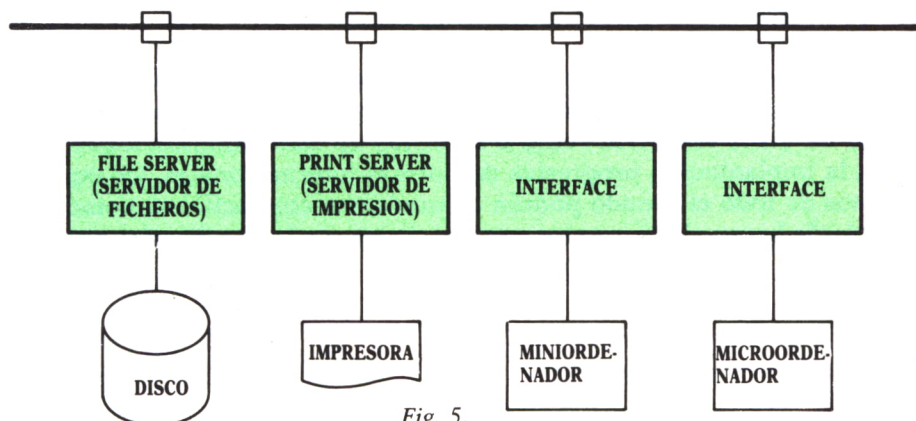 FILE SERVER
(SERVIDOR DE
FICHEROS)
PRINT SERVER
(SERVIDOR DE
IMPRESION)
INTERFACE
INTERFACE
DISCO
IMPRESORA
MINIORDE-
NADOR
MICROORDE-
NADOR
Fig. 5.